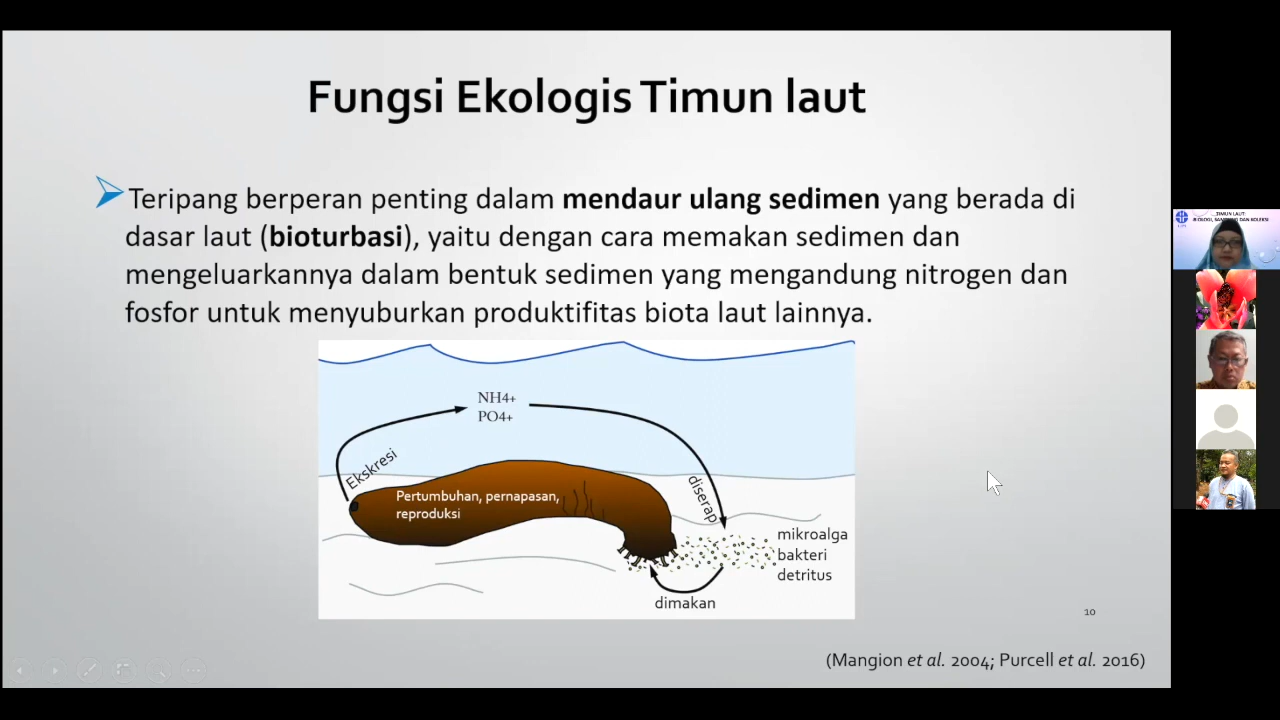 Fungsi Ekologis Timun laut
Teripang berperan penting dalam mendaur ulang sedimen yang berada di
dasar laut (bioturbasi), yaitu dengan cara memakan sedimen dan
mengeluarkannya dalam bentuk sedimen yang mengandung nitrogen dan
fosfor untuk menyuburkan produktifitas biota laut lainnya.
NH4+
PO4+
Ekskresi
Pertumbuhan, pernapasan,
reproduksi
diserap
mikroalga
bakteri
detritus
dimakan
10
(Mangion et al. 2004; Purcell et al. 2016)
TIMUN LAUT: